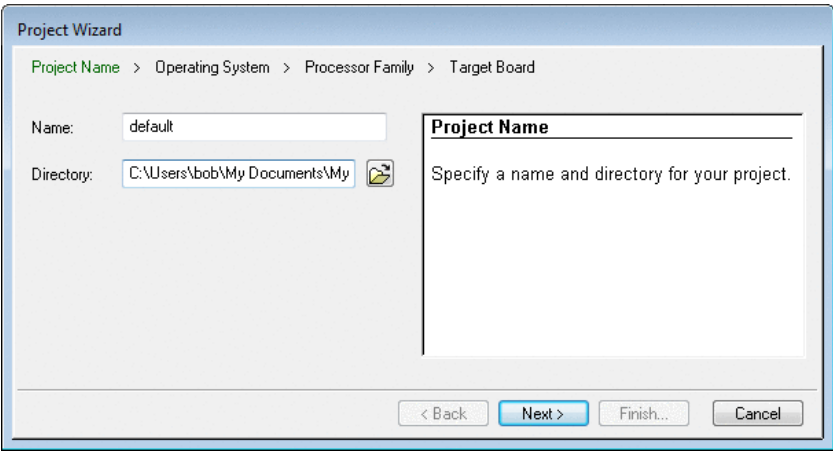 Project Wizard
Project Name > Operating System > Processor Family > Target Board
Name: default
Directory: C:\Users\bob\My Documents\My
Project Name
Specify a name and directory for your project.
< Back Next > Finish... Cancel